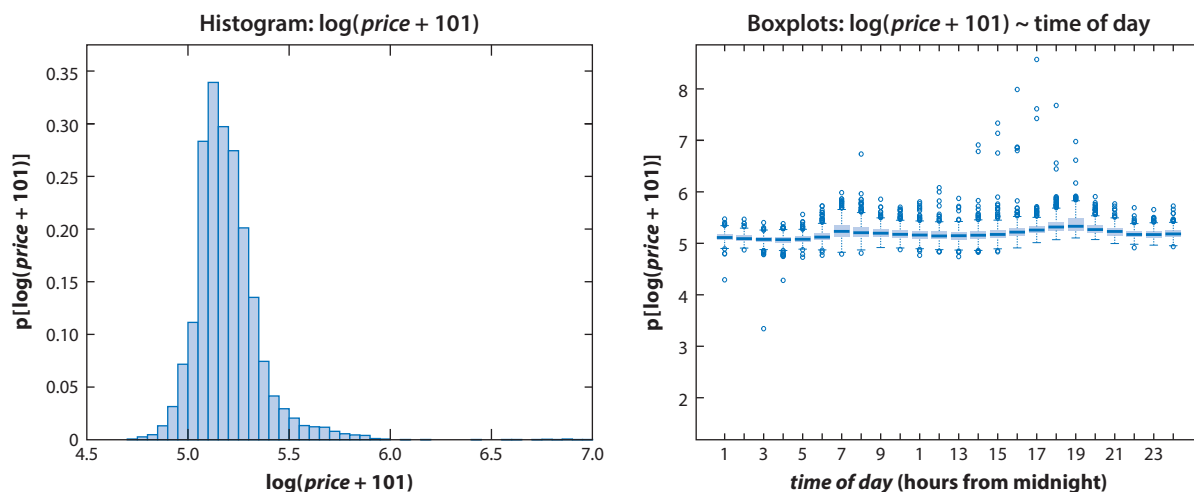 Histogram: log(price + 101)
p[log(price + 101)]
0.35
0.30
0.25
0.20
0.15
0.10
0.05
0
4.5 5.0 5.5 6.0 6.5 7.0
log(price + 101)
Boxplots: log(price + 101) ~ time of day
p[log(price + 101)]
8
7
6
5
4
3
2
1 3 5 7 9 1 13 15 17 19 21 23
time of day (hours from midnight)